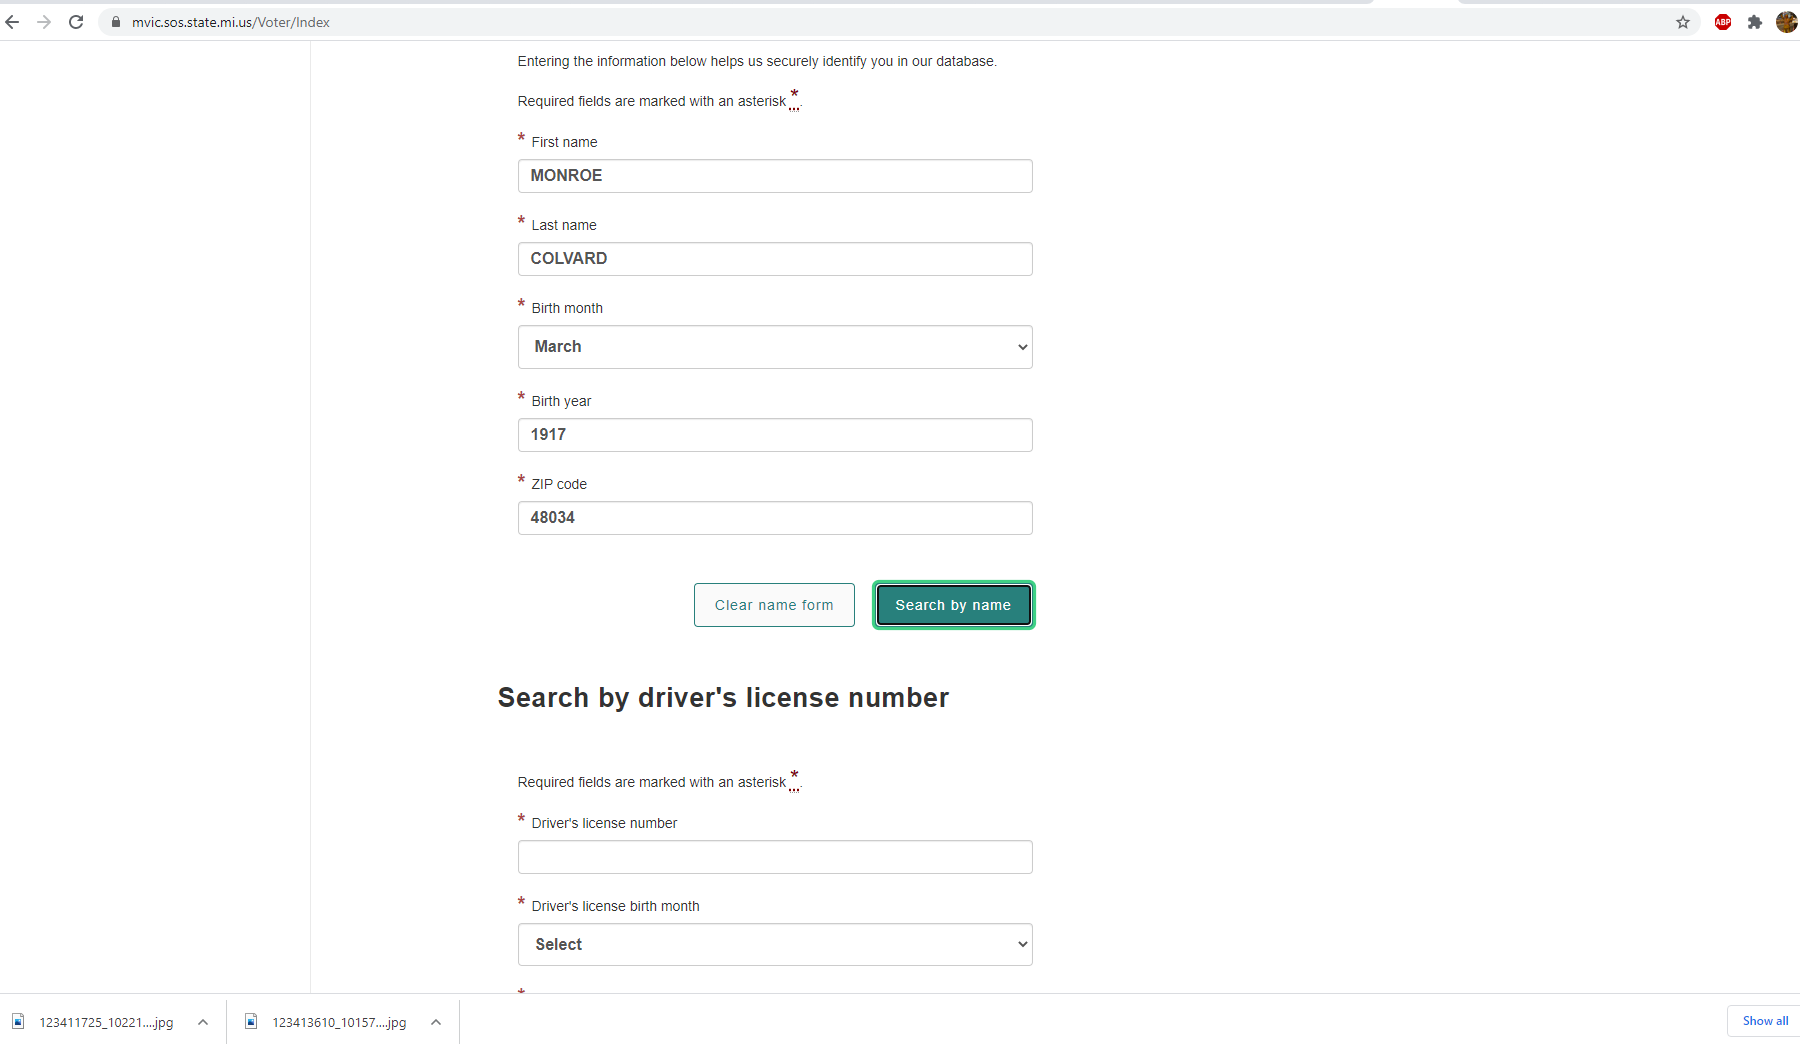 mvic.sos.state.mi.us/Voter/Index
ABP
Entering the information below helps us securely identify you in our database.
Required fields are marked with an asterisk *.
* First name
MONROE
* Last name
COLVARD
* Birth month
March
* Birth year
1917
* ZIP code
48034
Clear name form Search by name
Search by driver's license number
Required fields are marked with an asterisk *.
* Driver's license number
* Driver's license birth month
Select
*
123411725_10221....jpg 123413610_10157....jpg Show all